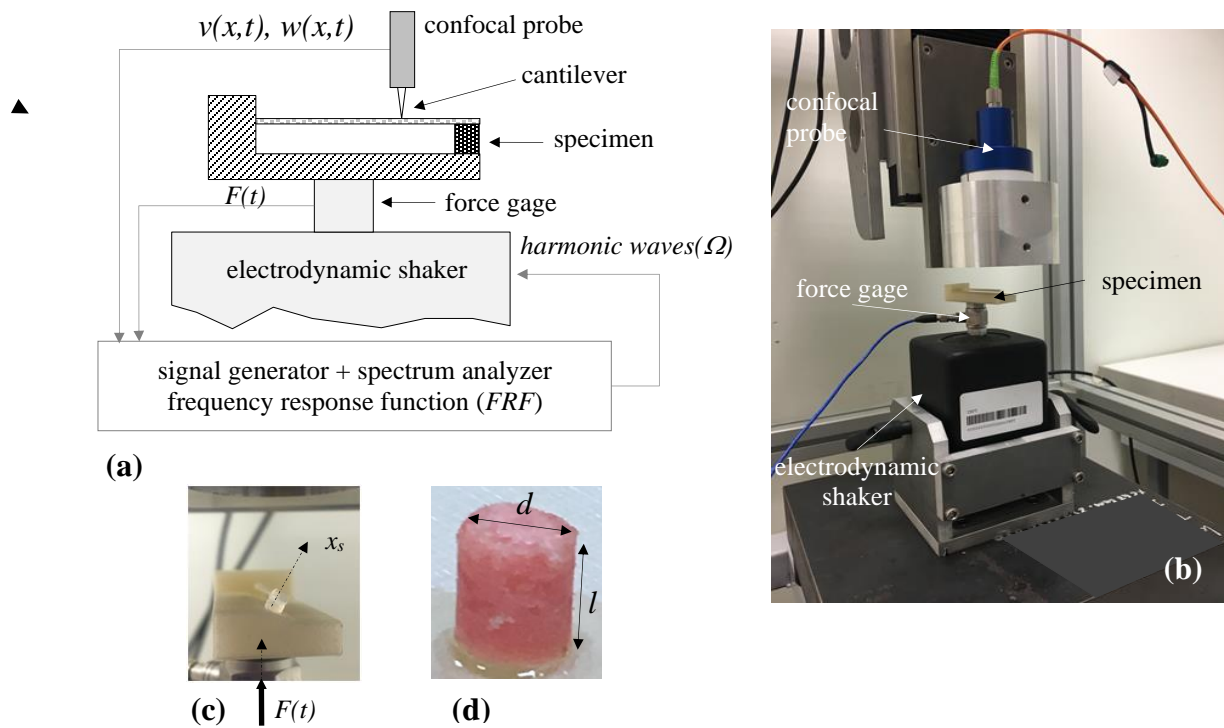 v(x,t), w(x,t)
confocal probe
cantilever
specimen
F(t)
force gage
harmonic waves(Ω)
electrodynamic shaker
signal generator + spectrum analyzer
frequency response function (FRF)
(a)
confocal
probe
specimen
force gage
electrodynamic
shaker
(b)
x_s
F(t)
(c)
d
l
(d)